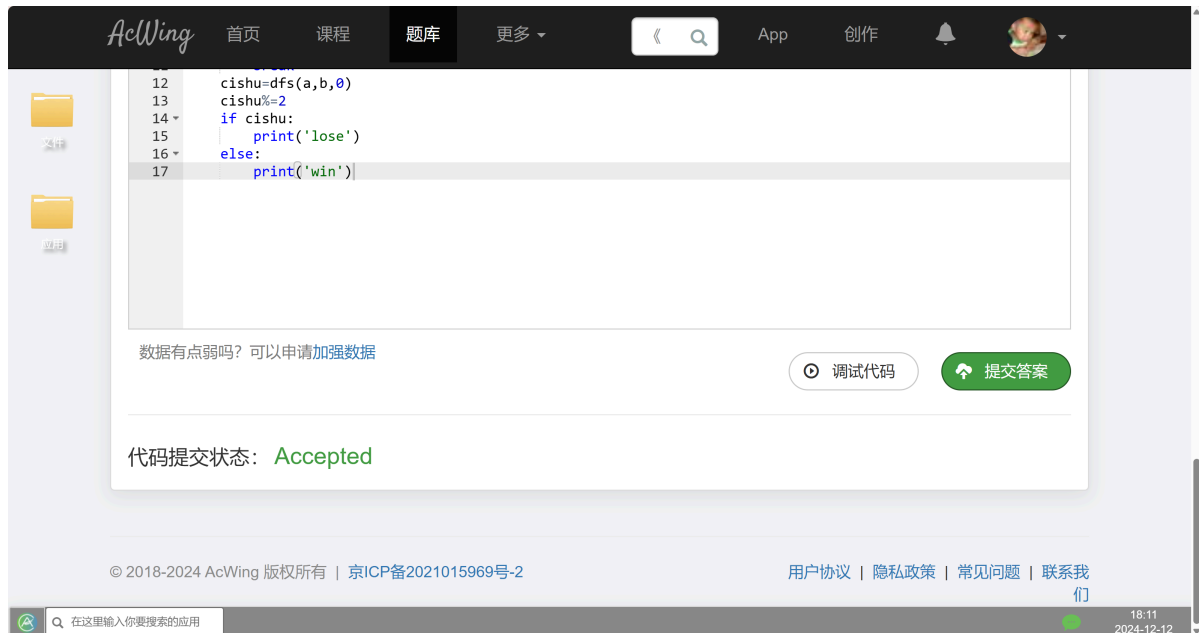 AcWing 首页 课程 题库 更多 《 App 创作
12 cishu=dfs(a,b,0)
13 cishu%=2
14 if cishu:
15 print('lose')
16 else:
17 print('win')
文件
应用
数据有点弱吗？可以申请加强数据
调试代码 提交答案
代码提交状态： Accepted
© 2018-2024 AcWing 版权所有 | 京ICP备2021015969号-2
用户协议 | 隐私政策 | 常见问题 | 联系我
们
在这里输入你要搜索的应用
18:11
2024-12-12